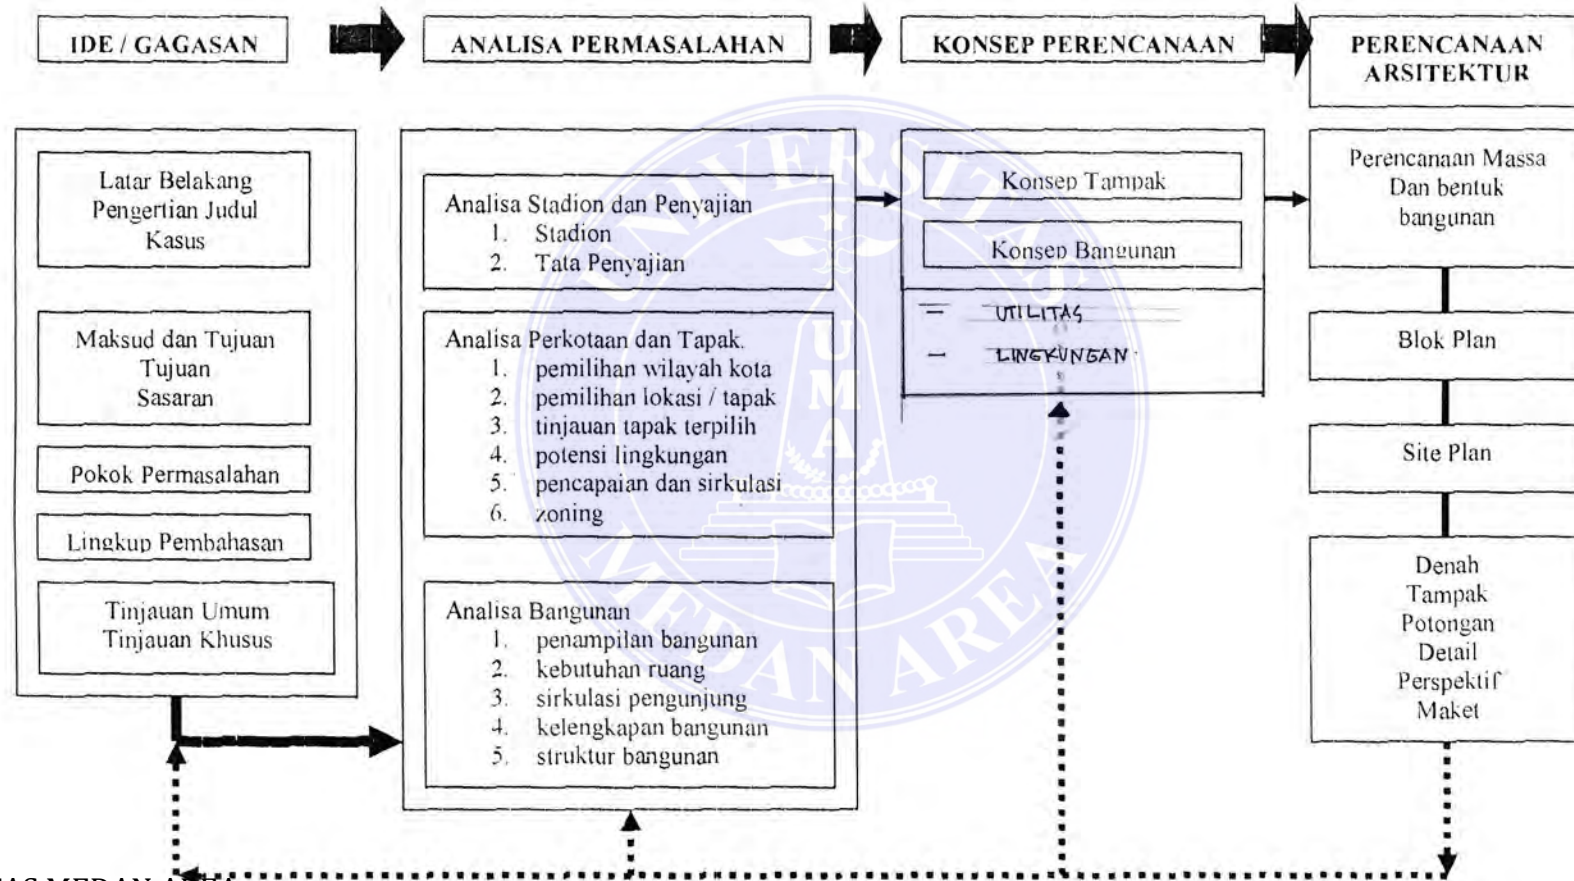 IDE / GAGASAN
ANALISA PERMASALAHAN
KONSEP PERENCANAAN
PERENCANAAN
ARSITEKTUR
Latar Belakang
Pengertian Judul
Kasus
Maksud dan Tujuan
Tujuan
Sasaran
Pokok Permasalahan
Lingkup Pembahasan
Tinjauan Umum
Tinjauan Khusus
Analisa Stadion dan Penyajian
1. Stadion
2. Tata Penyajian
Analisa Perkotaan dan Tapak.
1. pemilihan wilayah kota
2. pemilihan lokasi / tapak
3. tinjauan tapak terpilih
4. potensi lingkungan
5. pencapaian dan sirkulasi
6. zoning
Analisa Bangunan
1. penampilan bangunan
2. kebutuhan ruang
3. sirkulasi pengunjung
4. kelengkapan bangunan
5. struktur bangunan
Konsep Tampak
Konsep Bangunan
- UTILITAS
- LINGKUNGAN
Perencanaan Massa
Dan bentuk
bangunan
Blok Plan
Site Plan
Denah
Tampak
Potongan
Detail
Perspektif
Maket
UNIVERSITAS
MEDAN AREA
UMA